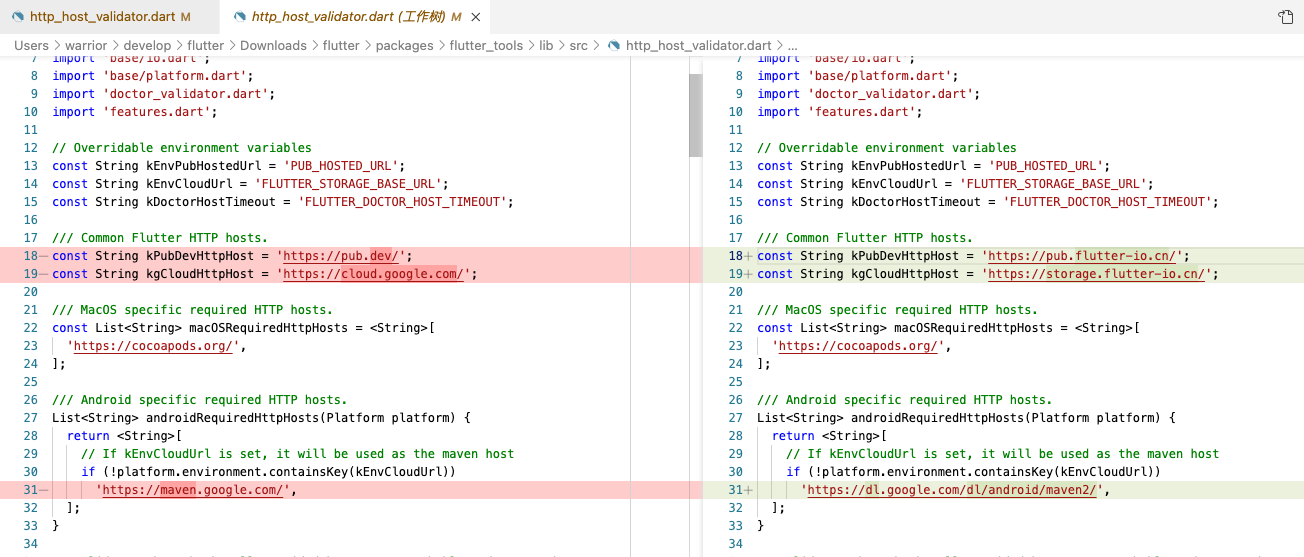 http_host_validator.dart M
http_host_validator.dart (工作树) M
Users > warrior > develop > flutter > Downloads > flutter > packages > flutter_tools > lib > src > http_host_validator.dart > ...
7 import 'base/io.dart';
8 import 'base/platform.dart';
9 import 'doctor_validator.dart';
10 import 'features.dart';
11
12 // Overridable environment variables
13 const String kEnvPubHostedUrl = 'PUB_HOSTED_URL';
14 const String kEnvCloudUrl = 'FLUTTER_STORAGE_BASE_URL';
15 const String kDoctorHostTimeout = 'FLUTTER_DOCTOR_HOST_TIMEOUT';
16
17 /// Common Flutter HTTP hosts.
18- const String kPubDevHttpHost = 'https://pub.dev/';
19- const String kgCloudHttpHost = 'https://cloud.google.com/';
20
21 /// MacOS specific required HTTP hosts.
22 const List<String> macOSRequiredHttpHosts = <String>[
23 'https://cocoapods.org/',
24 ];
25
26 /// Android specific required HTTP hosts.
27 List<String> androidRequiredHttpHosts(Platform platform) {
28 return <String>[
29 // If kEnvCloudUrl is set, it will be used as the maven host
30 if (!platform.environment.containsKey(kEnvCloudUrl))
31- 'https://maven.google.com/',
32 ];
33 }
34
7 import 'base/io.dart';
8 import 'base/platform.dart';
9 import 'doctor_validator.dart';
10 import 'features.dart';
11
12 // Overridable environment variables
13 const String kEnvPubHostedUrl = 'PUB_HOSTED_URL';
14 const String kEnvCloudUrl = 'FLUTTER_STORAGE_BASE_URL';
15 const String kDoctorHostTimeout = 'FLUTTER_DOCTOR_HOST_TIMEOUT';
16
17 /// Common Flutter HTTP hosts.
18+ const String kPubDevHttpHost = 'https://pub.flutter-io.cn/';
19+ const String kgCloudHttpHost = 'https://storage.flutter-io.cn/';
20
21 /// MacOS specific required HTTP hosts.
22 const List<String> macOSRequiredHttpHosts = <String>[
23 'https://cocoapods.org/',
24 ];
25
26 /// Android specific required HTTP hosts.
27 List<String> androidRequiredHttpHosts(Platform platform) {
28 return <String>[
29 // If kEnvCloudUrl is set, it will be used as the maven host
30 if (!platform.environment.containsKey(kEnvCloudUrl))
31+ 'https://dl.google.com/dl/android/maven2/',
32 ];
33 }
34